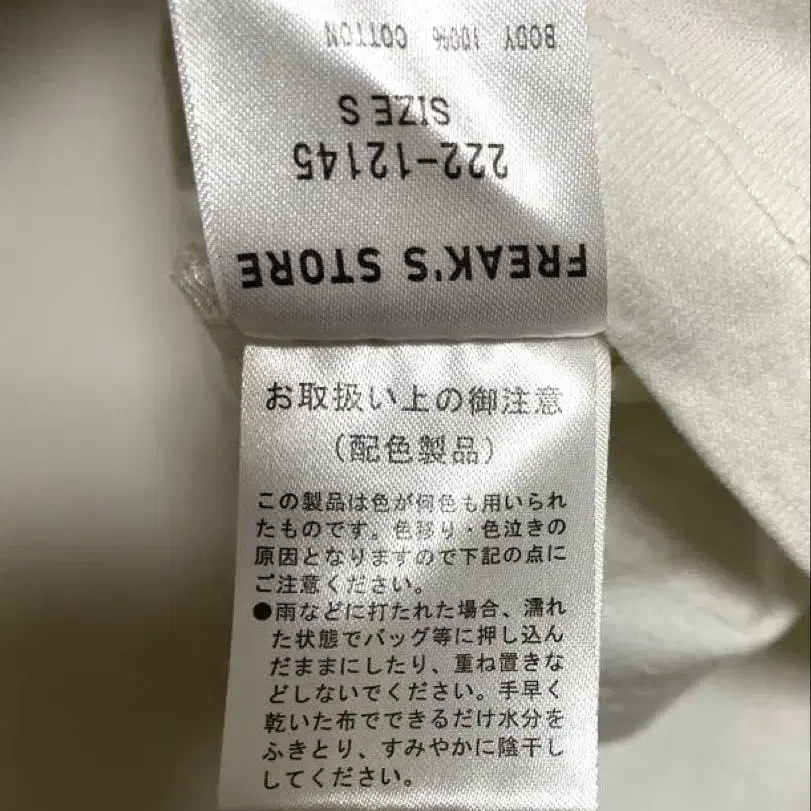 FREAK'S STORE
222-12145
SIZE S
BODY 100% COTTON
お取扱い上の御注意
(配色製品)
この製品は色が何色も用いられ
たものです。色移り・色泣きの
原因となりますので下記の点に
ご注意ください。
●雨などに打たれた場合、濡れ
た状態でバッグ等に押し込ん
だままにしたり、重ね置きな
どしないでください。手早く
乾いた布でできるだけ水分を
ふきとり、すみやかに陰干し
してください。